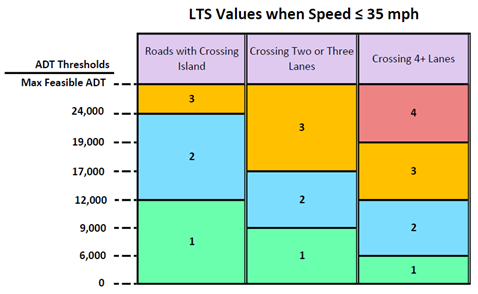 LTS Values when Speed ≤ 35 mph
ADT Thresholds
Roads with Crossing
Island
Crossing Two or Three
Lanes
Crossing 4+ Lanes
Max Feasible ADT
24,000
19,000
17,000
12,000
9,000
6,000
0
3
2
1
3
2
1
4
3
2
1